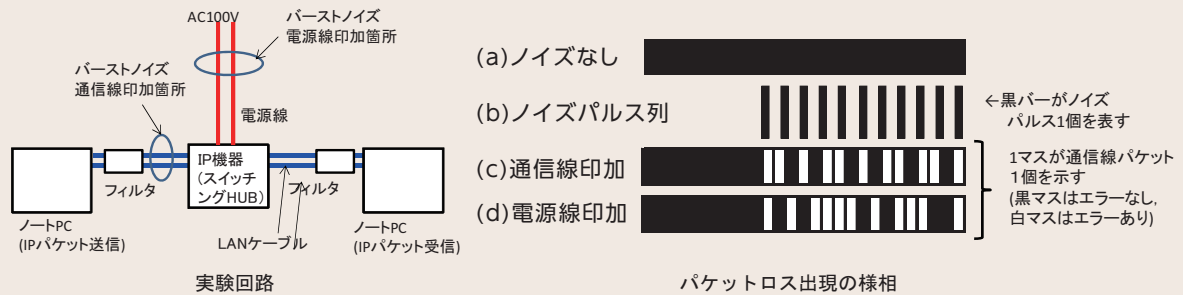 AC100V
バーストノイズ
電源線印加箇所
バーストノイズ
通信線印加箇所
電源線
IP機器
(スイッチ
ングHUB)
フィルタ
フィルタ
ノートPC
(IPパケット送信)
LANケーブル
ノートPC
(IPパケット受信)
実験回路
(a)ノイズなし
(b)ノイズパルス列
←黒バーがノイズ
パルス1個を表す
(c)通信線印加
(d)電源線印加
1マスが通信線パケット
1個を示す
(黒マスはエラーなし,
白マスはエラーあり)
パケットロス出現の様相